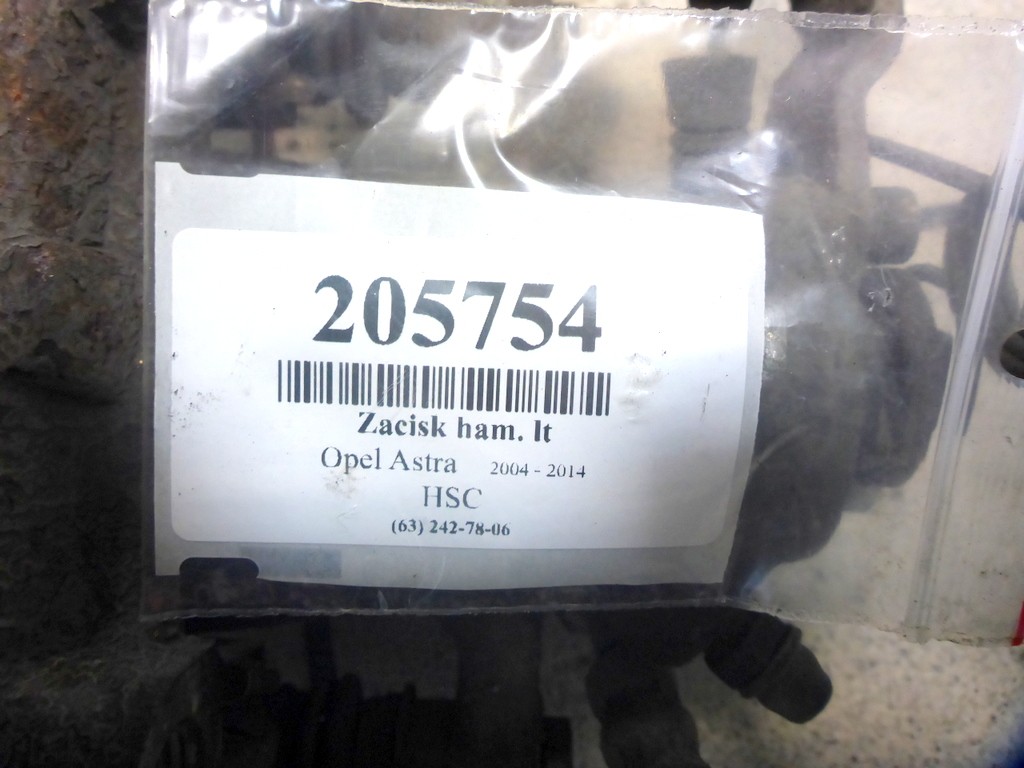 205754
Zacisk ham. lt
Opel Astra 2004 - 2014
HSC
(63) 242-78-06